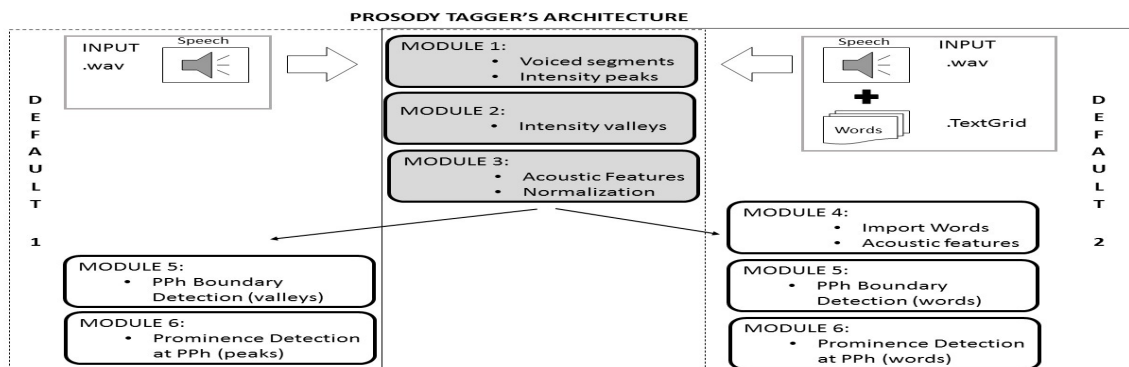 PROSODY TAGGER'S ARCHITECTURE
INPUT
.wav
Speech
DEFAULT 1
MODULE 1:
• Voiced segments
• Intensity peaks
MODULE 2:
• Intensity valleys
MODULE 3:
• Acoustic Features
• Normalization
Speech
INPUT
.wav
Words
.TextGrid
DEFAULT 2
MODULE 5:
• PPh Boundary
Detection (valleys)
MODULE 6:
• Prominence Detection
at PPh (peaks)
MODULE 4:
• Import Words
• Acoustic features
MODULE 5:
• PPh Boundary
Detection (words)
MODULE 6:
• Prominence Detection
at PPh (words)